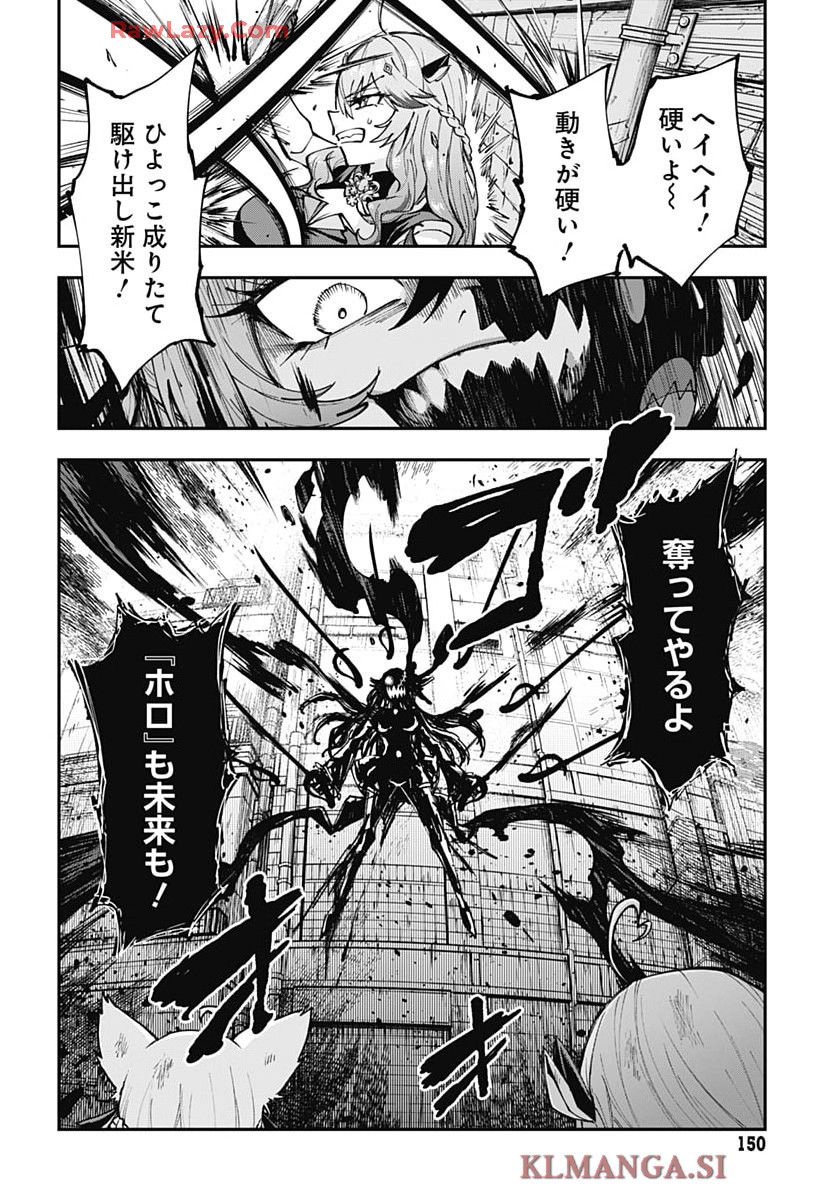 RawLazy.Com
ヘイヘイ！
硬いよ～
動きが硬い！
ひよっこ成りたて
駆け出し新米！
奪ってやるよ
『ホロ』も未来も！
ゴ
オ
オ
150
KLMANGA.SI